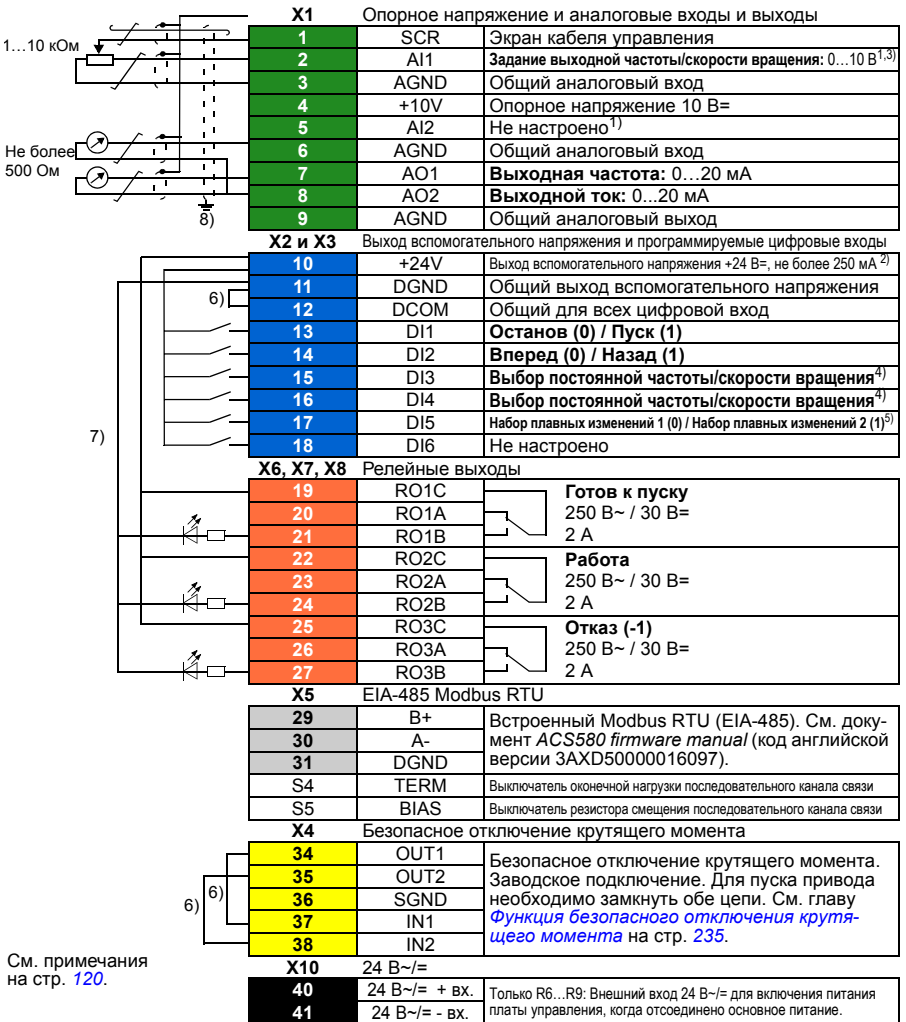 X1 Опорное напряжение и аналоговые входы и выходы
1…10 кОм
1 SCR Экран кабеля управления
2 AI1 Задание выходной частоты/скорости вращения: 0…10 В1,3)
3 AGND Общий аналоговый вход
4 +10V Опорное напряжение 10 В=
5 AI2 Не настроено1)
Не более
500 Ом
6 AGND Общий аналоговый вход
7 AO1 Выходная частота: 0…20 мА
8 AO2 Выходной ток: 0...20 мА
9 AGND Общий аналоговый выход
8)
X2 и X3 Выход вспомогательного напряжения и программируемые цифровые входы
10 +24V Выход вспомогательного напряжения +24 В=, не более 250 мА 2)
11 DGND Общий выход вспомогательного напряжения
6)
12 DCOM Общий для всех цифровой вход
13 DI1 Останов (0) / Пуск (1)
14 DI2 Вперед (0) / Назад (1)
15 DI3 Выбор постоянной частоты/скорости вращения4)
16 DI4 Выбор постоянной частоты/скорости вращения4)
17 DI5 Набор плавных изменений 1 (0) / Набор плавных изменений 2 (1)5)
7)
18 DI6 Не настроено
X6, X7, X8 Релейные выходы
19 RO1C Готов к пуску
20 RO1A 250 В~ / 30 В=
21 RO1B 2 А
22 RO2C Работа
23 RO2A 250 В~ / 30 В=
24 RO2B 2 А
25 RO3C Отказ (-1)
26 RO3A 250 В~ / 30 В=
27 RO3B 2 А
X5 EIA-485 Modbus RTU
29 B+
30 A-
31 DGND
Встроенный Modbus RTU (EIA-485). См. доку-
мент ACS580 firmware manual (код английской
версии 3AXD50000016097).
S4 TERM Выключатель оконечной нагрузки последовательного канала связи
S5 BIAS Выключатель резистора смещения последовательного канала связи
X4 Безопасное отключение крутящего момента
34 OUT1
35 OUT2
36 SGND
37 IN1
38 IN2
6)
6)
Безопасное отключение крутящего момента.
Заводское подключение. Для пуска привода
необходимо замкнуть обе цепи. См. главу
Функция безопасного отключения крутя-
щего момента на стр. 235.
См. примечания
на стр. 120.
X10 24 В~/=
40 24 В~/= + вх.
41 24 В~/= - вх.
Только R6…R9: Внешний вход 24 В~/= для включения питания
платы управления, когда отсоединено основное питание.